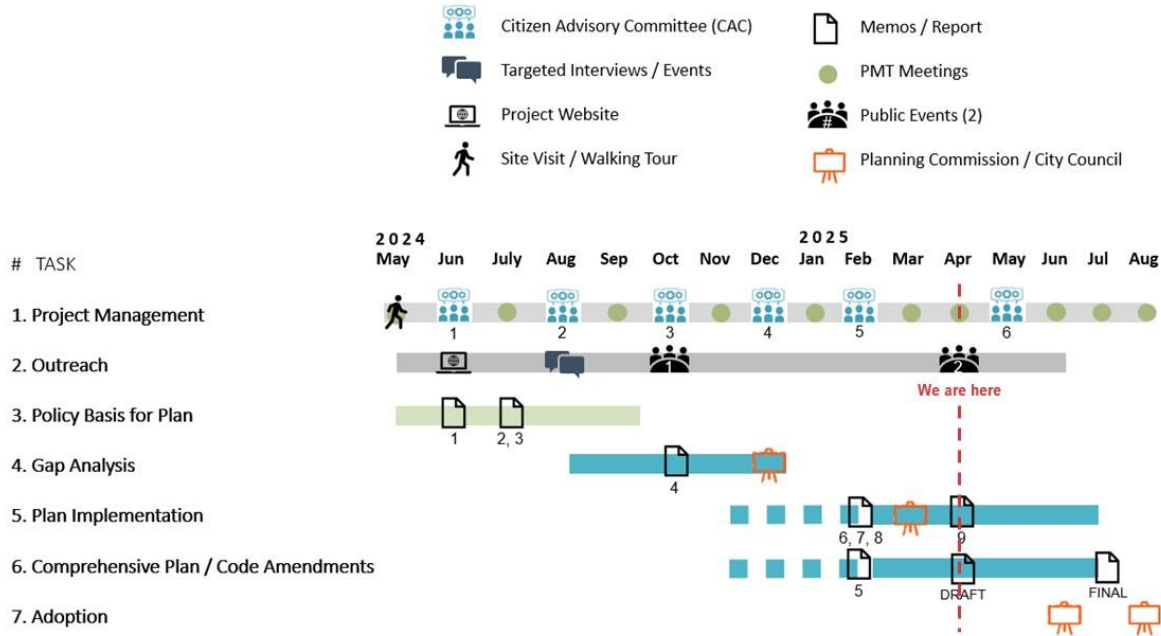 Citizen Advisory Committee (CAC)
Memos / Report
Targeted Interviews / Events
PMT Meetings
Project Website
# Public Events (2)
Site Visit / Walking Tour
Planning Commission / City Council
2024 2025
# TASK May Jun July Aug Sep Oct Nov Dec Jan Feb Mar Apr May Jun Jul Aug
1. Project Management
1 2 3 4 5 6
2. Outreach 1 2
We are here
3. Policy Basis for Plan
1 2, 3
4. Gap Analysis
4
5. Plan Implementation
6, 7, 8 9
6. Comprehensive Plan / Code Amendments
5 DRAFT FINAL
7. Adoption